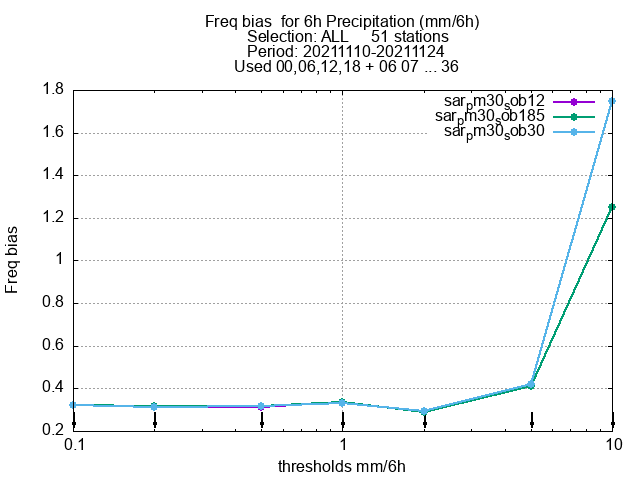 Freq bias  for 6h Precipitation (mm/6h)
Selection: ALL     51 stations
Period: 20211110-20211124
Used 00,06,12,18 + 06 07 ... 36
sar_pm30_sob12
sar_pm30_sob185
sar_pm30_sob30
1.8
1.6
1.4
1.2
1
0.8
0.6
0.4
0.2
Freq bias
0.1 1 10
thresholds mm/6h